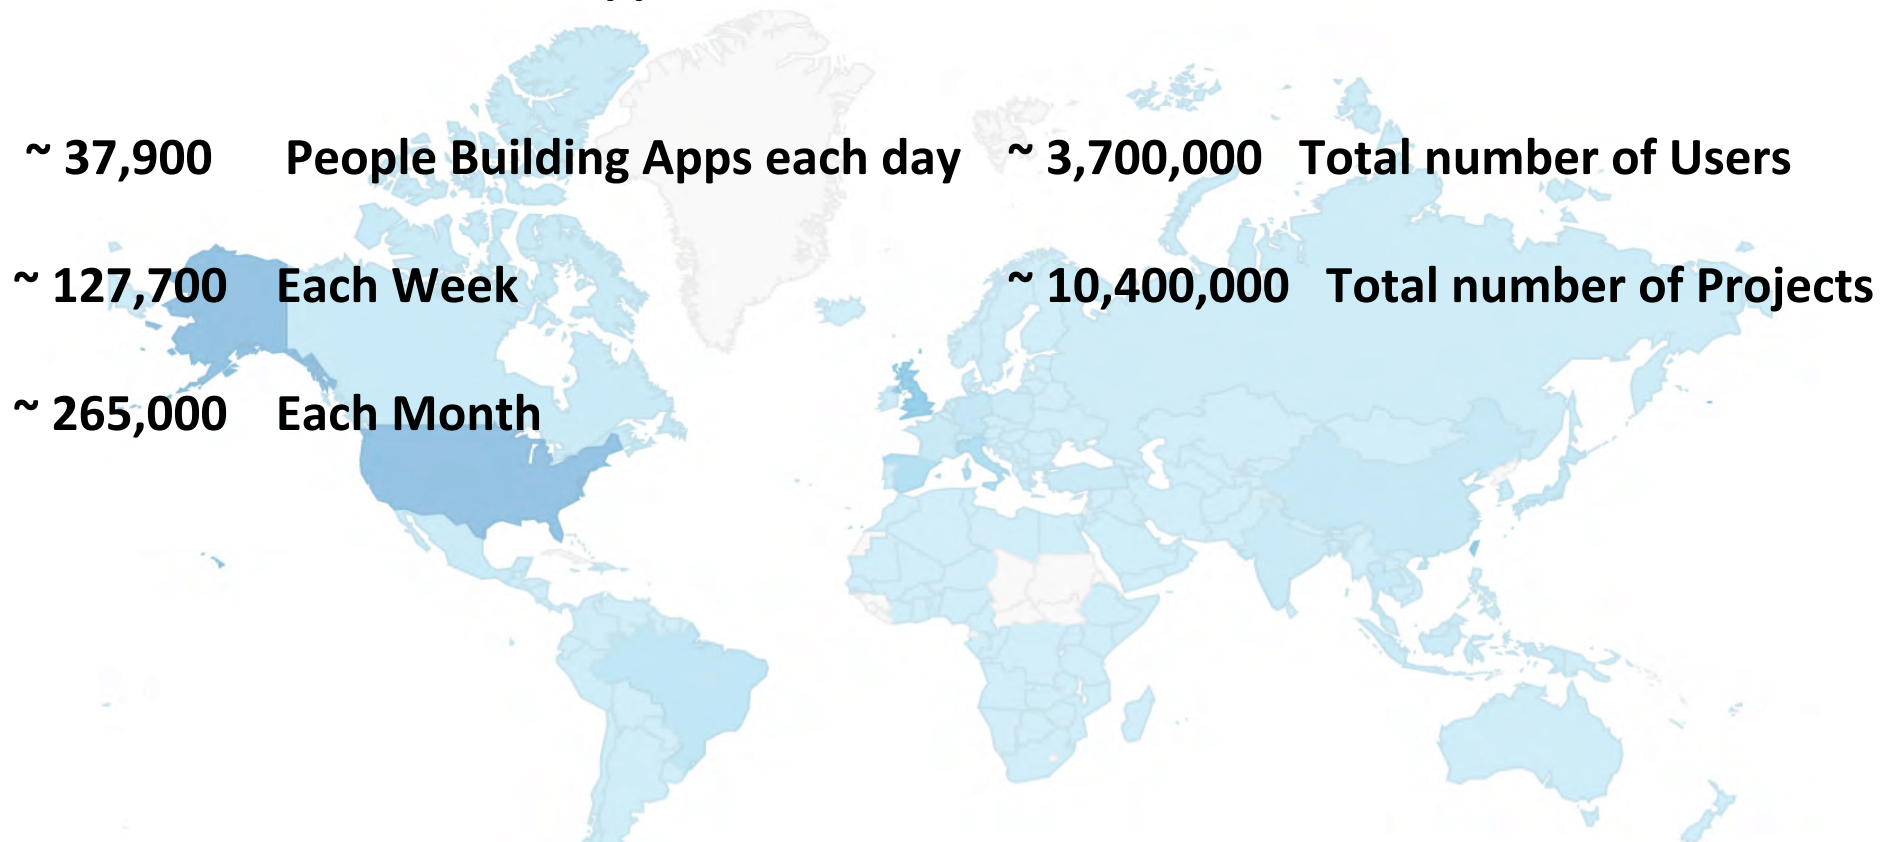 ~ 37,900 People Building Apps each day ~ 3,700,000 Total number of Users
~ 127,700 Each Week ~ 10,400,000 Total number of Projects
~ 265,000 Each Month